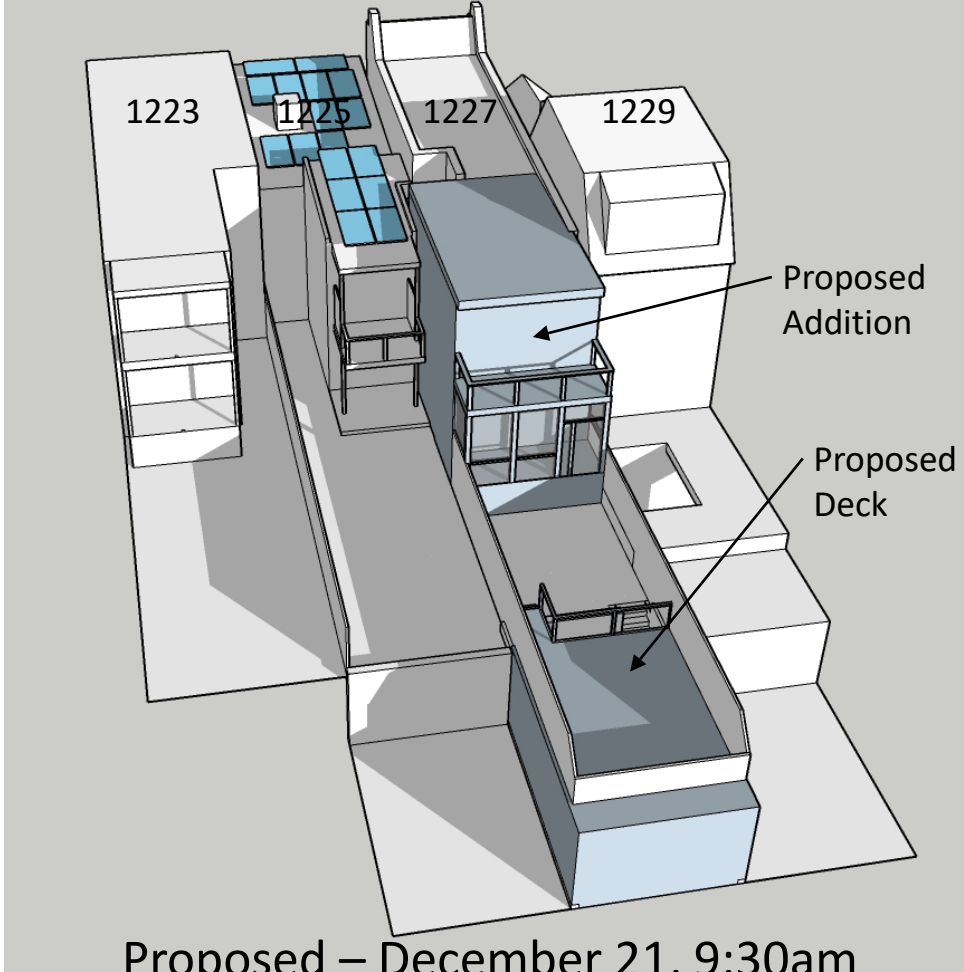 1223 1225 1227 1229
Proposed
Addition
Proposed
Deck
Proposed – December 21, 9:30am